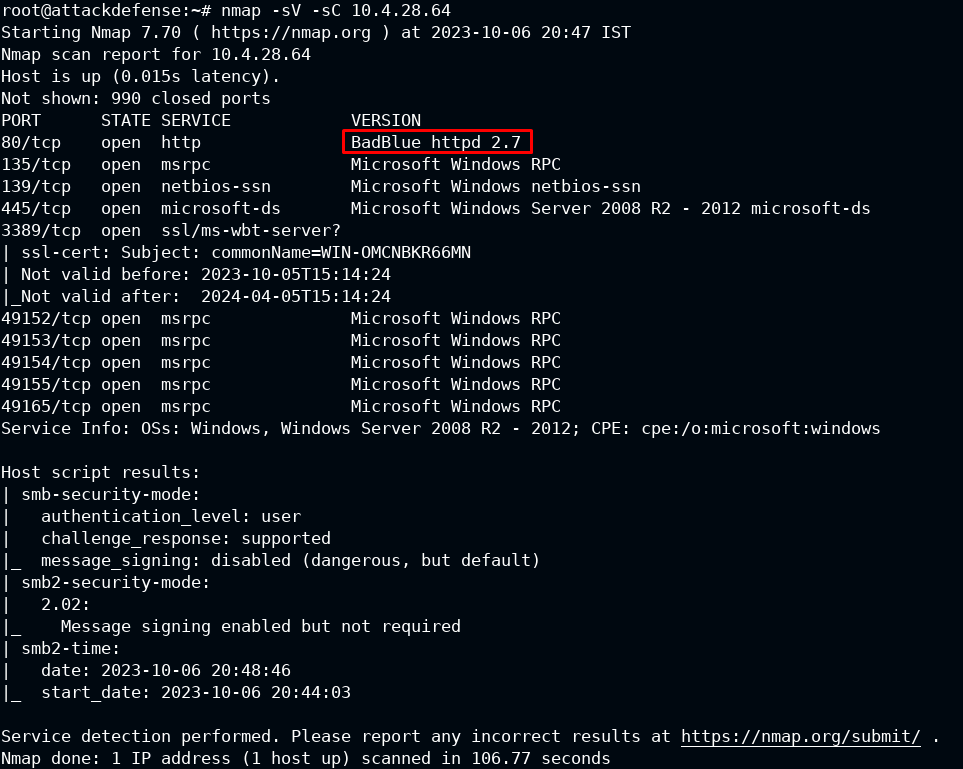 root@attackdefense:~# nmap -sV -sC 10.4.28.64
Starting Nmap 7.70 ( https://nmap.org ) at 2023-10-06 20:47 IST
Nmap scan report for 10.4.28.64
Host is up (0.015s latency).
Not shown: 990 closed ports
PORT      STATE SERVICE            VERSION
80/tcp    open  http               BadBlue httpd 2.7
135/tcp   open  msrpc              Microsoft Windows RPC
139/tcp   open  netbios-ssn        Microsoft Windows netbios-ssn
445/tcp   open  microsoft-ds       Microsoft Windows Server 2008 R2 - 2012 microsoft-ds
3389/tcp  open  ssl/ms-wbt-server?
| ssl-cert: Subject: commonName=WIN-OMCNBKR66MN
| Not valid before: 2023-10-05T15:14:24
|_Not valid after:  2024-04-05T15:14:24
49152/tcp open  msrpc              Microsoft Windows RPC
49153/tcp open  msrpc              Microsoft Windows RPC
49154/tcp open  msrpc              Microsoft Windows RPC
49155/tcp open  msrpc              Microsoft Windows RPC
49165/tcp open  msrpc              Microsoft Windows RPC
Service Info: OSs: Windows, Windows Server 2008 R2 - 2012; CPE: cpe:/o:microsoft:windows

Host script results:
| smb-security-mode:
|   authentication_level: user
|   challenge_response: supported
|_  message_signing: disabled (dangerous, but default)
| smb2-security-mode:
|   2.02:
|_    Message signing enabled but not required
| smb2-time:
|   date: 2023-10-06 20:48:46
|_  start_date: 2023-10-06 20:44:03

Service detection performed. Please report any incorrect results at https://nmap.org/submit/ .
Nmap done: 1 IP address (1 host up) scanned in 106.77 seconds